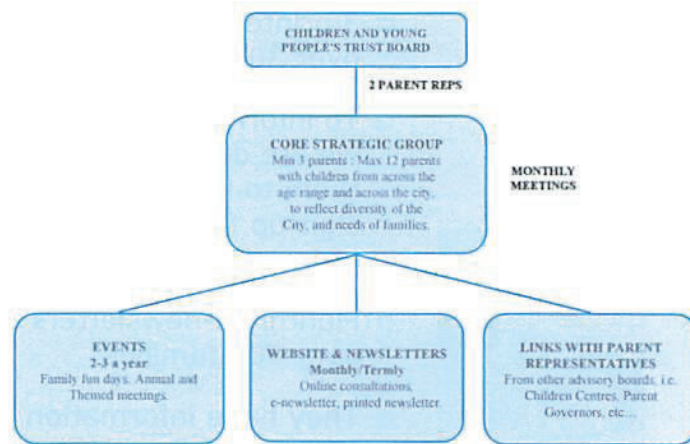 CHILDREN AND YOUNG
PEOPLE'S TRUST BOARD
2 PARENT REPS
CORE STRATEGIC GROUP
Min 3 parents : Max 12 parents
with children from across the
age range and across the city,
to reflect diversity of the
City, and needs of families.
MONTHLY
MEETINGS
EVENTS
2-3 a year
Family fun days. Annual and
Themed meetings.
WEBSITE & NEWSLETTERS
Monthly/Termly
Online consultations,
e-newsletter, printed newsletter.
LINKS WITH PARENT
REPRESENTATIVES
From other advisory boards, i.e.
Children Centres, Parent
Governors, etc....